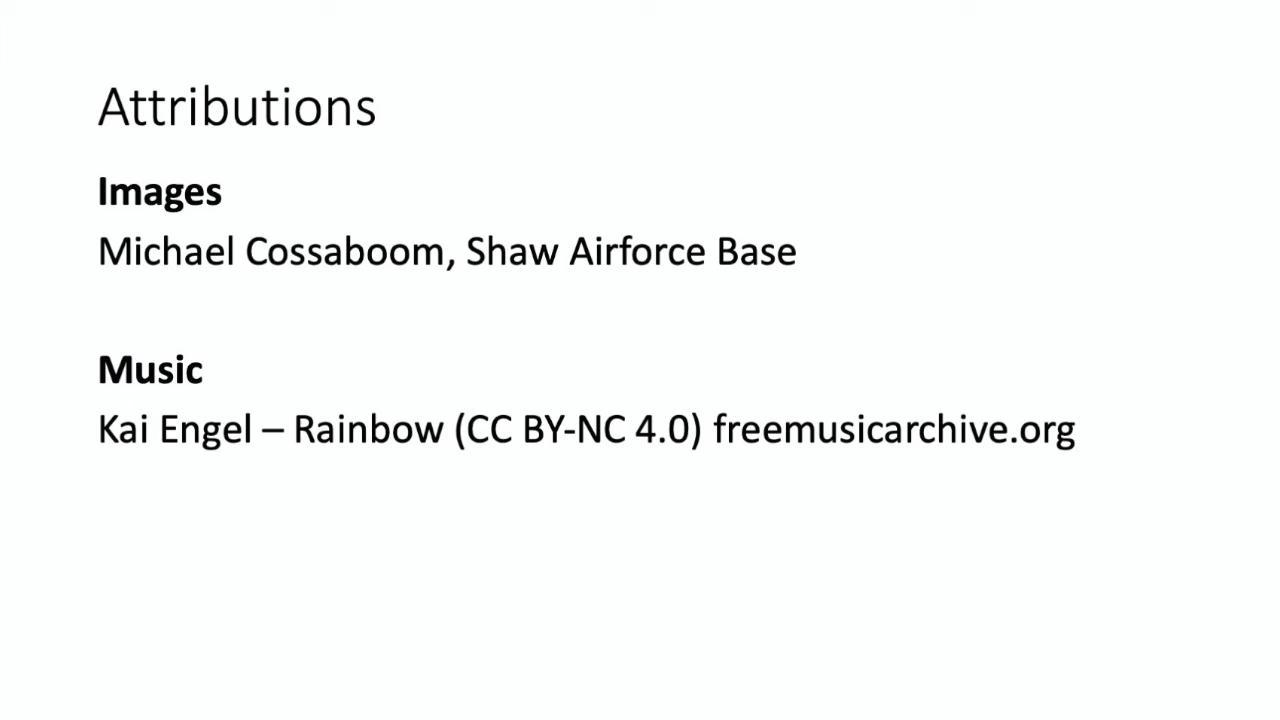 Attributions
Images
Michael Cossaboom, Shaw Airforce Base
Music
Kai Engel – Rainbow (CC BY-NC 4.0) freemusicarchive.org